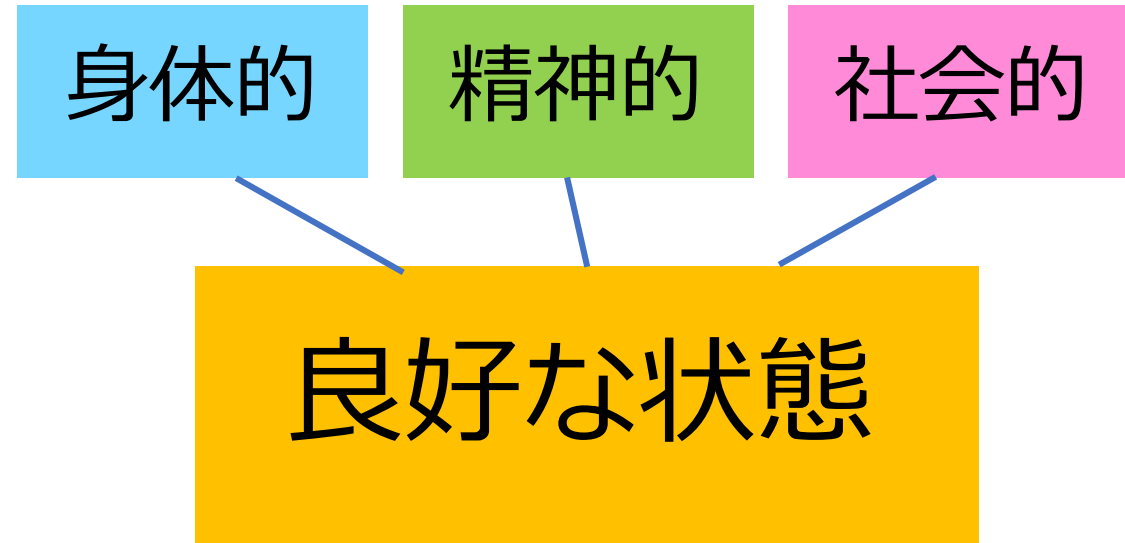 身体的
精神的
社会的
良好な状態